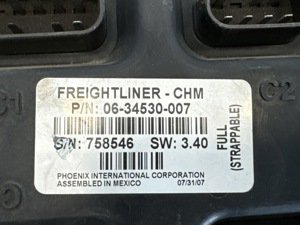 FREIGHTLINER - CHM
P/N: 06-34530-007
S/N: 758546 SW: 3.40
FULL
(STRAPPABLE)
PHOENIX INTERNATIONAL CORPORATION
ASSEMBLED IN MEXICO 07/31/07
C1
C2